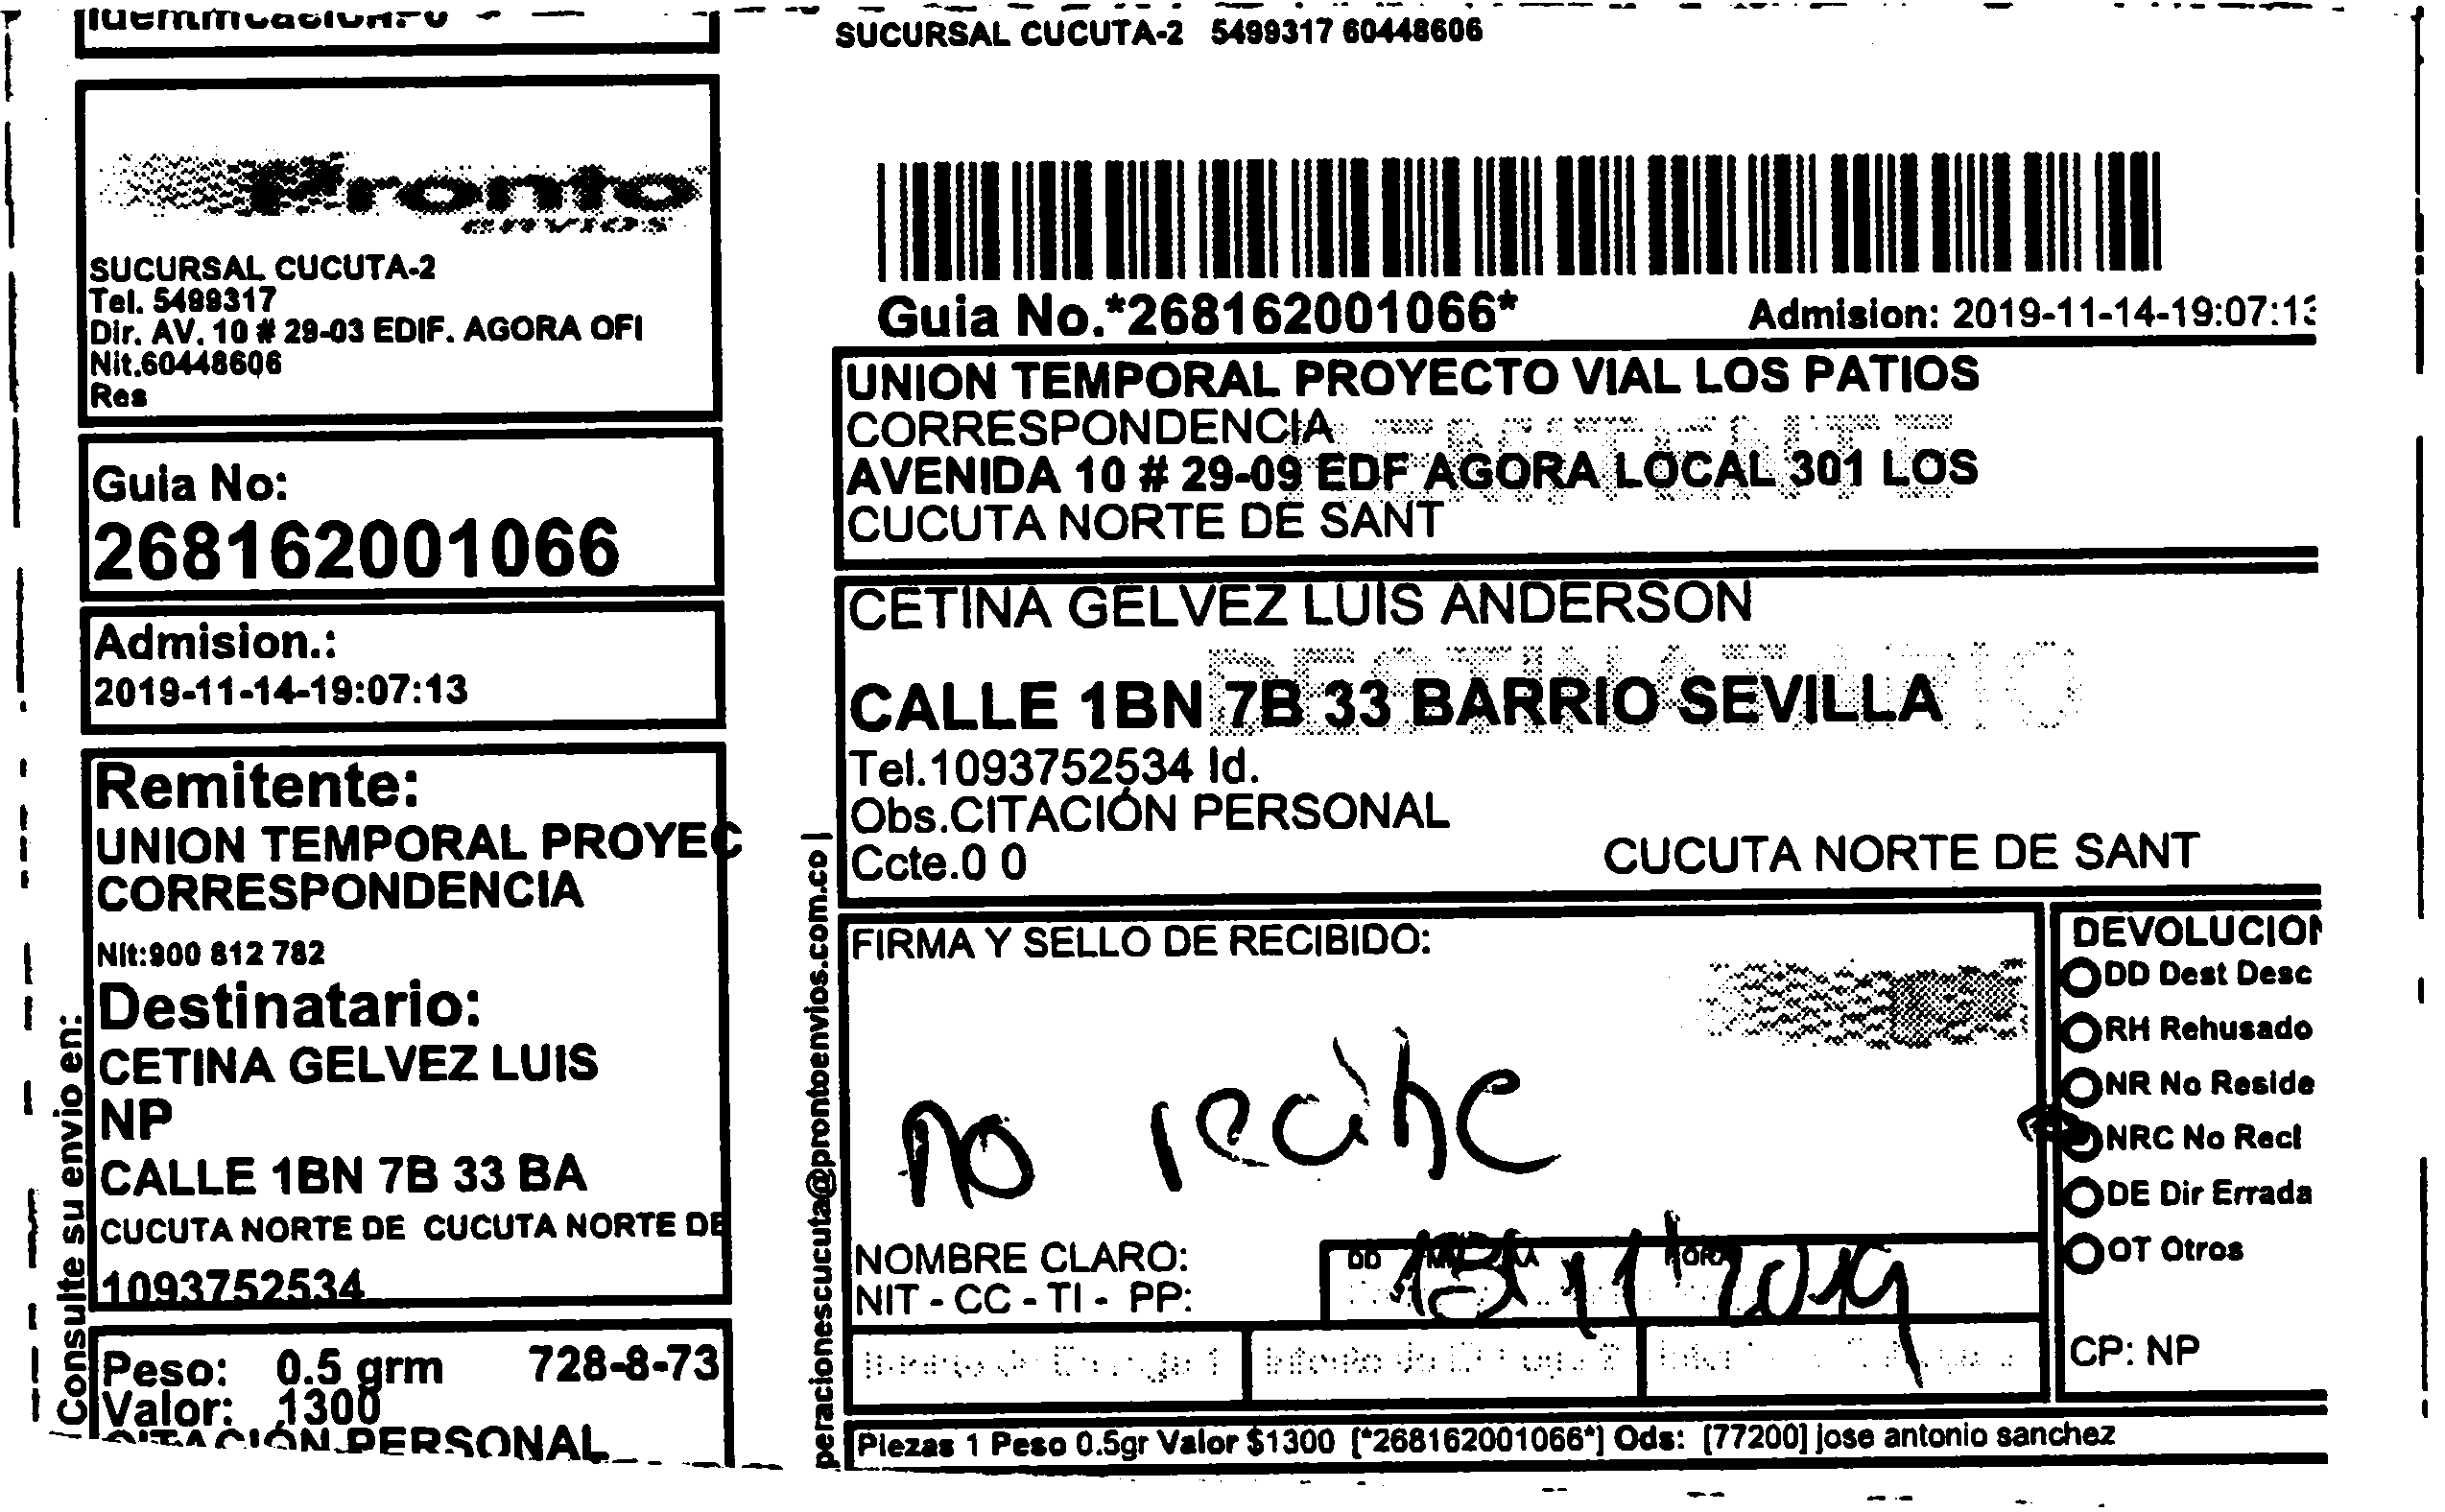 SUCURSAL CUCUTA-2 5499317 60448606
Pronto
envios
SUCURSAL CUCUTA-2
Tel. 5499317
Dir. AV. 10 # 29-03 EDIF. AGORA OFI
Nit.60448606
Res
Guia No:
268162001066
Admision.:
2019-11-14-19:07:13
Remitente:
UNION TEMPORAL PROYEC
CORRESPONDENCIA
Nit:900 812 782
Destinatario:
CETINA GELVEZ LUIS
NP
CALLE 1BN 7B 33 BA
CUCUTA NORTE DE CUCUTA NORTE DE
1093752534
Peso: 0.5 grm 728-8-73
Valor: 1300
CITACIÓN PERSONAL
Consulte su envio en:
peracionescucuta@prontoenvios.com.co |
Guia No.*268162001066* Admision: 2019-11-14-19:07:13
UNION TEMPORAL PROYECTO VIAL LOS PATIOS
CORRESPONDENCIA
REMITENTE
AVENIDA 10 # 29-09 EDF AGORA LOCAL 301 LOS
CUCUTA NORTE DE SANT
CETINA GELVEZ LUIS ANDERSON
DESTINATARIO
CALLE 1BN 7B 33 BARRIO SEVILLA
Tel.1093752534 Id.
Obs.CITACIÓN PERSONAL
Ccte.0 0
CUCUTA NORTE DE SANT
FIRMA Y SELLO DE RECIBIDO:
No recibe
NOMBRE CLARO:
NIT - CC - TI - PP:
DD
HORA
11 2019
DEVOLUCION
DD Dest Desc
RH Rehusado
NR No Reside
NRC No Reci
DE Dir Errada
OT Otros
CP: NP
Piezas 1 Peso 0.5gr Valor $1300 [*268162001066*] Ods: [77200] jose antonio sanchez